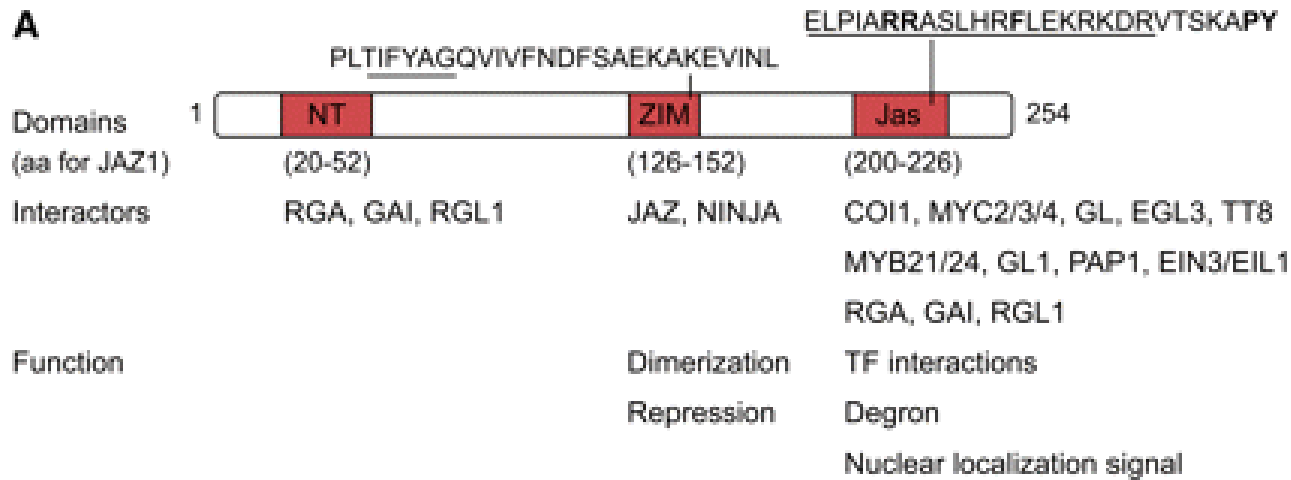 A
ELPIARRASLHRFLEKRKDRVTSKAPY
PLTIFYAGQVIVFNDFSAEKAKEVINL
Domains 1 NT ZIM Jas 254
(aa for JAZ1) (20-52) (126-152) (200-226)
Interactors RGA, GAI, RGL1 JAZ, NINJA COI1, MYC2/3/4, GL, EGL3, TT8
MYB21/24, GL1, PAP1, EIN3/EIL1
RGA, GAI, RGL1
Function Dimerization TF interactions
Repression Degron
Nuclear localization signal